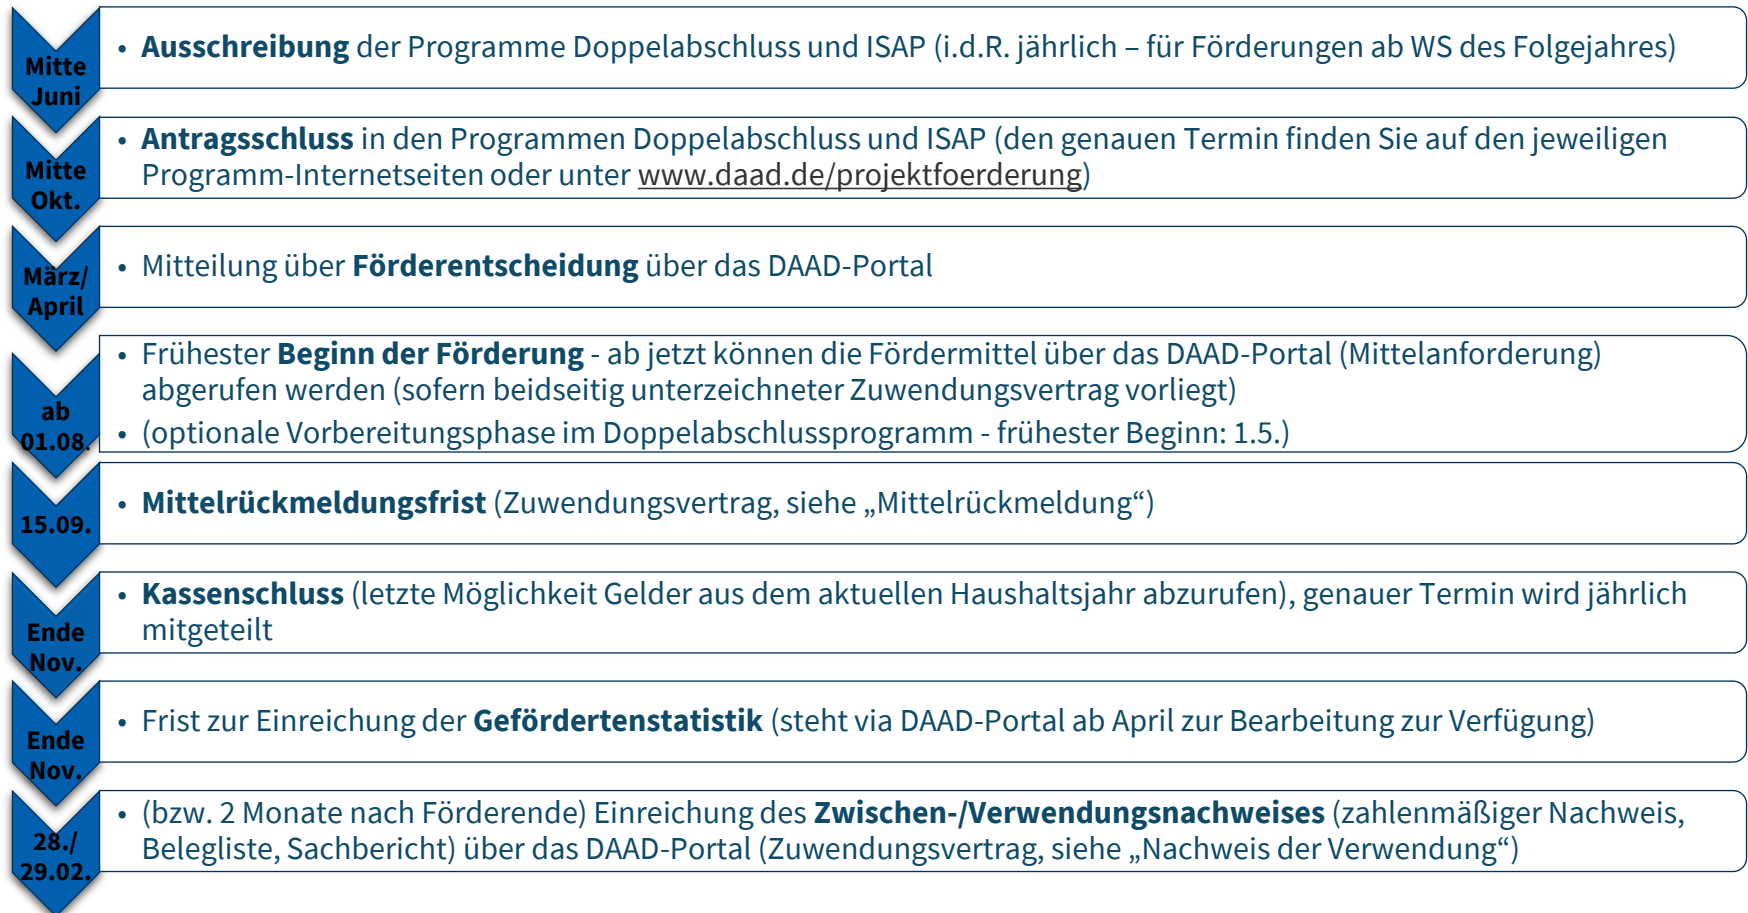 Mitte
Juni
• Ausschreibung der Programme Doppelabschluss und ISAP (i.d.R. jährlich – für Förderungen ab WS des Folgejahres)
Mitte
Okt.
• Antragsschluss in den Programmen Doppelabschluss und ISAP (den genauen Termin finden Sie auf den jeweiligen
Programm-Internetseiten oder unter www.daad.de/projektfoerderung)
März/
April
• Mitteilung über Förderentscheidung über das DAAD-Portal
ab
01.08.
• Frühester Beginn der Förderung - ab jetzt können die Fördermittel über das DAAD-Portal (Mittelanforderung)
abgerufen werden (sofern beidseitig unterzeichneter Zuwendungsvertrag vorliegt)
• (optionale Vorbereitungsphase im Doppelabschlussprogramm - frühester Beginn: 1.5.)
15.09.
• Mittelrückmeldungsfrist (Zuwendungsvertrag, siehe „Mittelrückmeldung“)
Ende
Nov.
• Kassenschluss (letzte Möglichkeit Gelder aus dem aktuellen Haushaltsjahr abzurufen), genauer Termin wird jährlich
mitgeteilt
Ende
Nov.
• Frist zur Einreichung der Gefördertenstatistik (steht via DAAD-Portal ab April zur Bearbeitung zur Verfügung)
28./
29.02.
• (bzw. 2 Monate nach Förderende) Einreichung des Zwischen-/Verwendungsnachweises (zahlenmäßiger Nachweis,
Belegliste, Sachbericht) über das DAAD-Portal (Zuwendungsvertrag, siehe „Nachweis der Verwendung“)